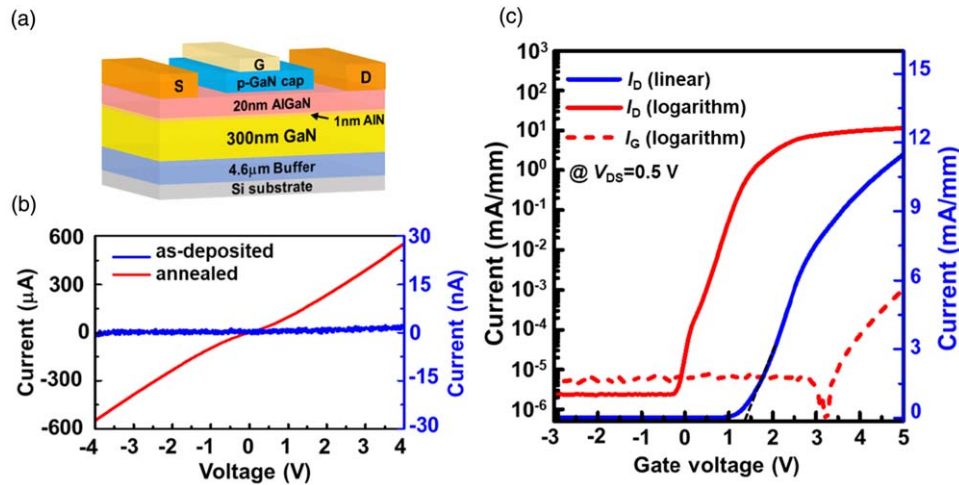 (a)
G
S
p-GaN cap
D
20nm AlGaN
1nm AlN
300nm GaN
4.6μm Buffer
Si substrate
(b)
600
300
0
-300
-600
Current (μA)
as-deposited
annealed
30
15
0
-15
-30
Current (nA)
-4 -3 -2 -1 0 1 2 3 4
Voltage (V)
(c)
10³
10²
10¹
10⁰
10⁻¹
10⁻²
10⁻³
10⁻⁴
10⁻⁵
10⁻⁶
Current (mA/mm)
I_D (linear)
I_D (logarithm)
I_G (logarithm)
@ V_DS=0.5 V
15
12
9
6
3
0
Current (mA/mm)
-3 -2 -1 0 1 2 3 4 5
Gate voltage (V)